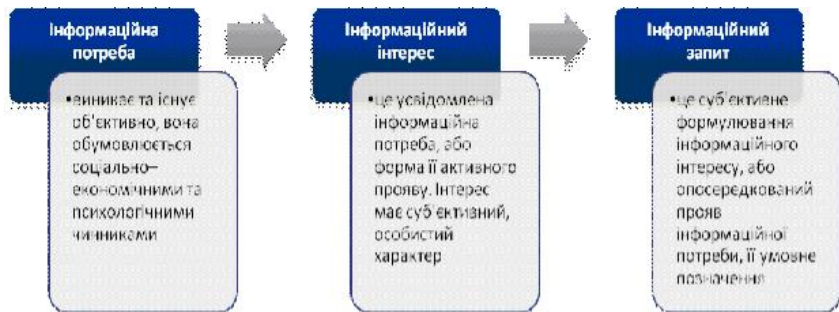 Інформаційна
потреба
•виникає та існує
об'єктивно, вона
обумовлюється
соціально–
економічними та
психологічними
чинниками
Інформаційний
інтерес
•це усвідомлена
інформаційна
потреба, або
форма її активного
прояву. Інтерес
має суб'єктивний,
особистий
характер
Інформаційний
запит
•це суб'єктивне
формулювання
інформаційного
інтересу, або
опосередкований
прояв
інформаційної
потреби, її умовне
позначення